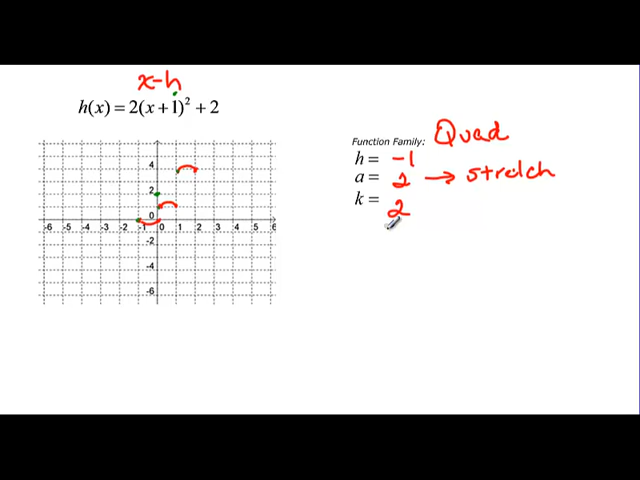 x-h
h(x) = 2(x + 1)² + 2
Function Family: Quad
h = -1
a = 2 → stretch
k = 2
4
2
0
-6 -5 -4 -3 -2 -1 0 1 2 3 4 5 6
-2
-4
-6